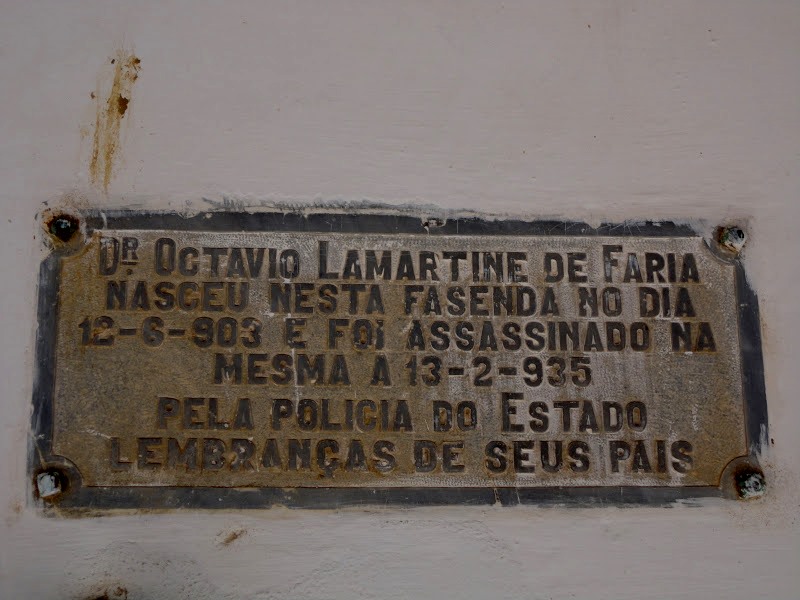 DR. OCTAVIO LAMARTINE DE FARIA
NASCEU NESTA FASENDA NO DIA
12-6-903 E FOI ASSASSINADO NA
MESMA A 13-2-935
PELA POLICIA DO ESTADO
LEMBRANÇAS DE SEUS PAIS